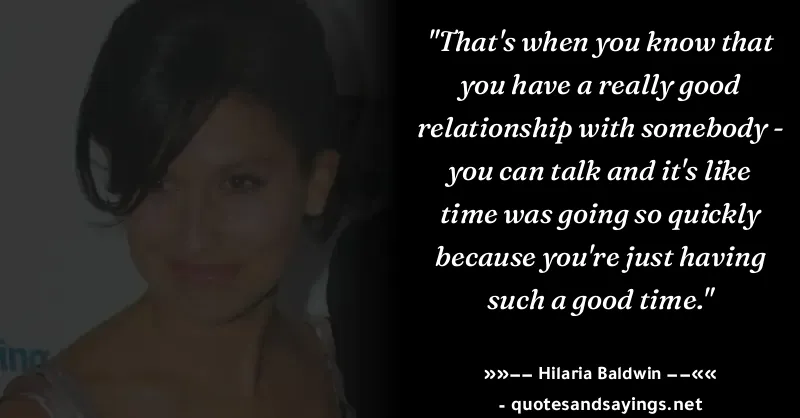 "That's when you know that
you have a really good
relationship with somebody -
you can talk and it's like
time was going so quickly
because you're just having
such a good time."
»»−− Hilaria Baldwin −−««
- quotesandsayings.net
ing